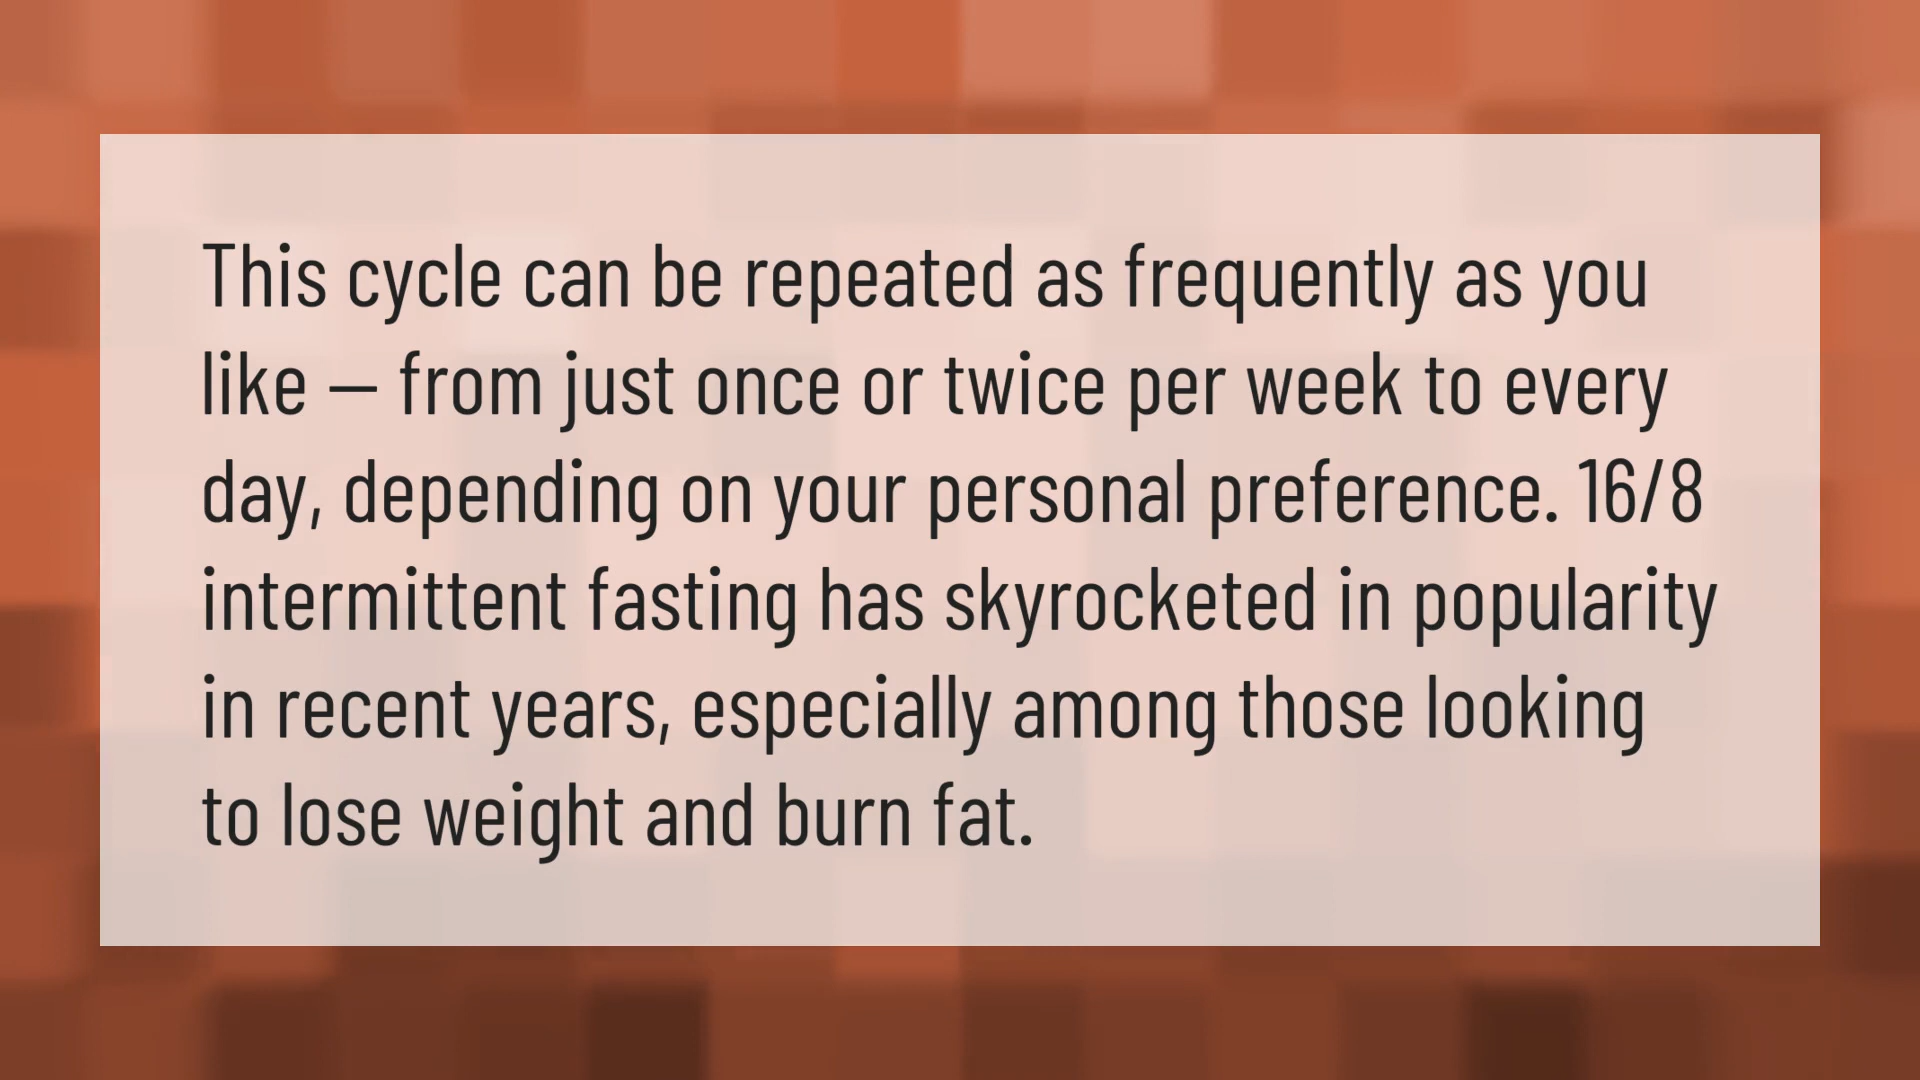 This cycle can be repeated as frequently as you
like – from just once or twice per week to every
day, depending on your personal preference. 16/8
intermittent fasting has skyrocketed in popularity
in recent years, especially among those looking
to lose weight and burn fat.